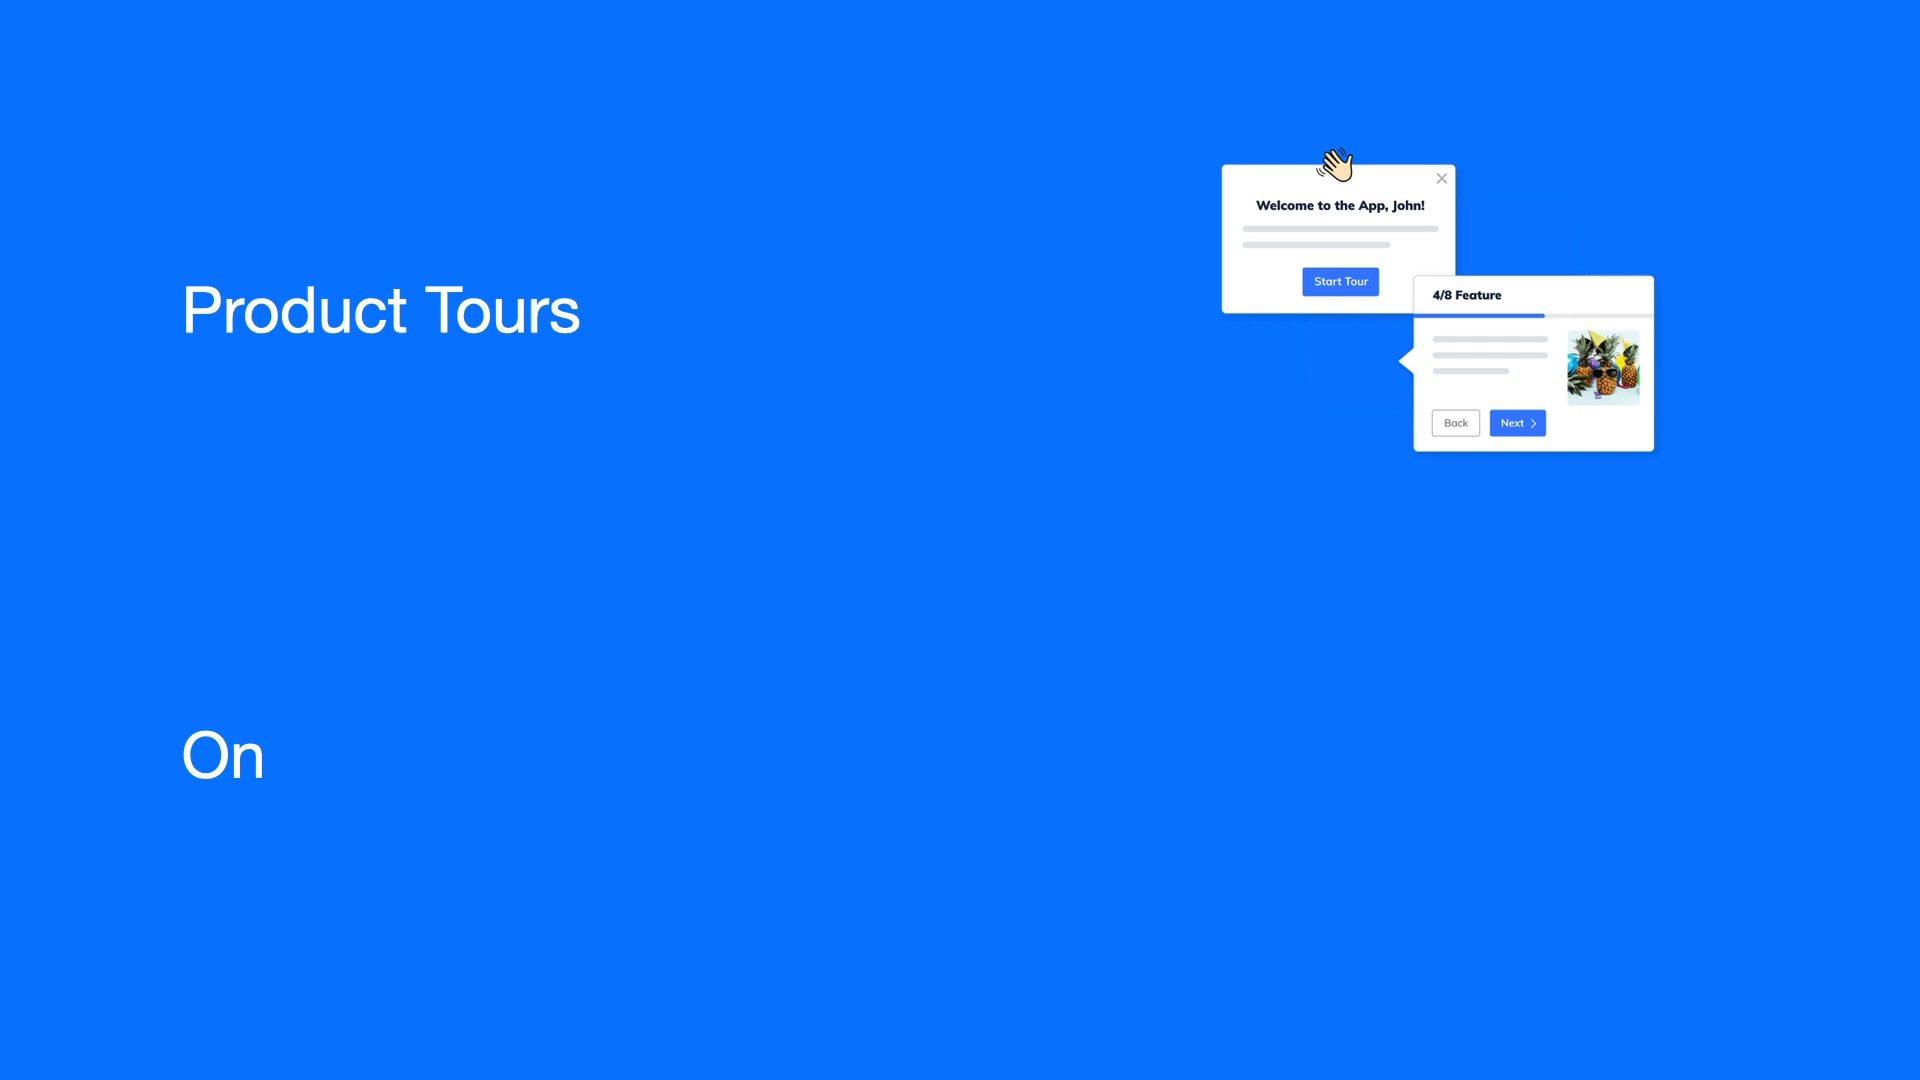 Product Tours
Welcome to the App, John!
Start Tour
4/8 Feature
Back
Next
On